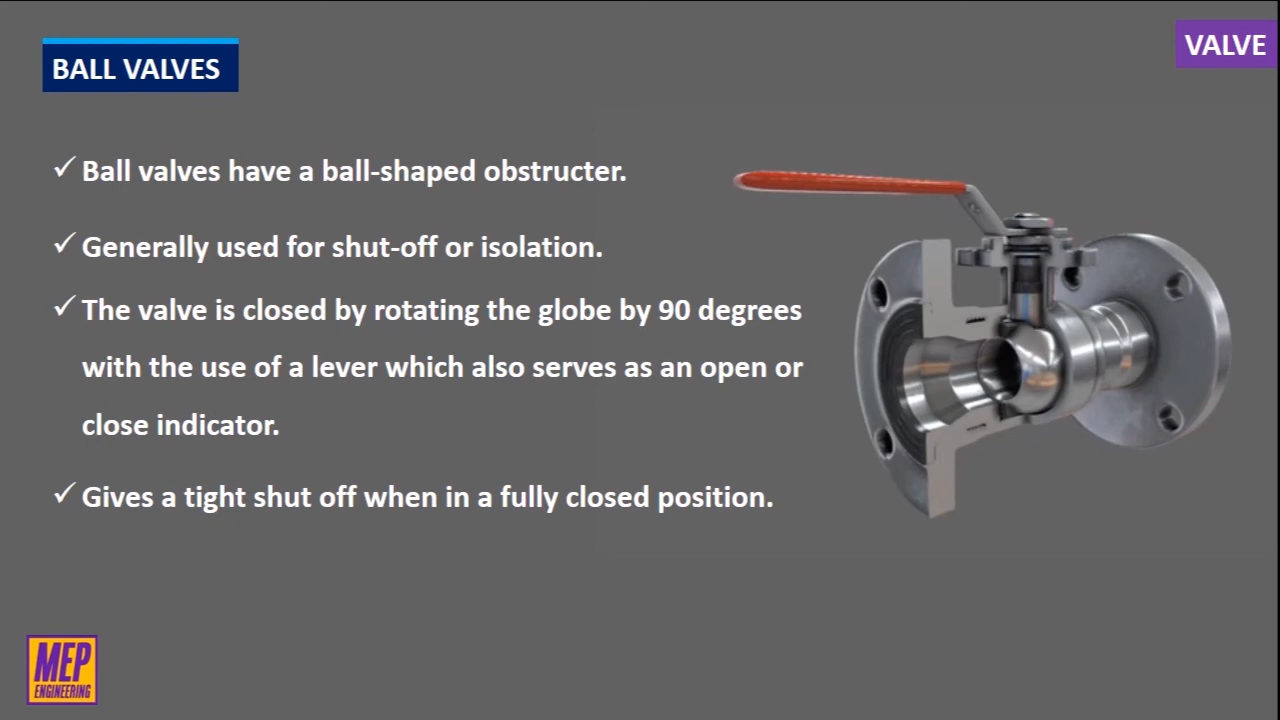 VALVE
BALL VALVES
✓ Ball valves have a ball-shaped obstructer.
✓ Generally used for shut-off or isolation.
✓ The valve is closed by rotating the globe by 90 degrees
with the use of a lever which also serves as an open or
close indicator.
✓ Gives a tight shut off when in a fully closed position.
MEP
ENGINEERING